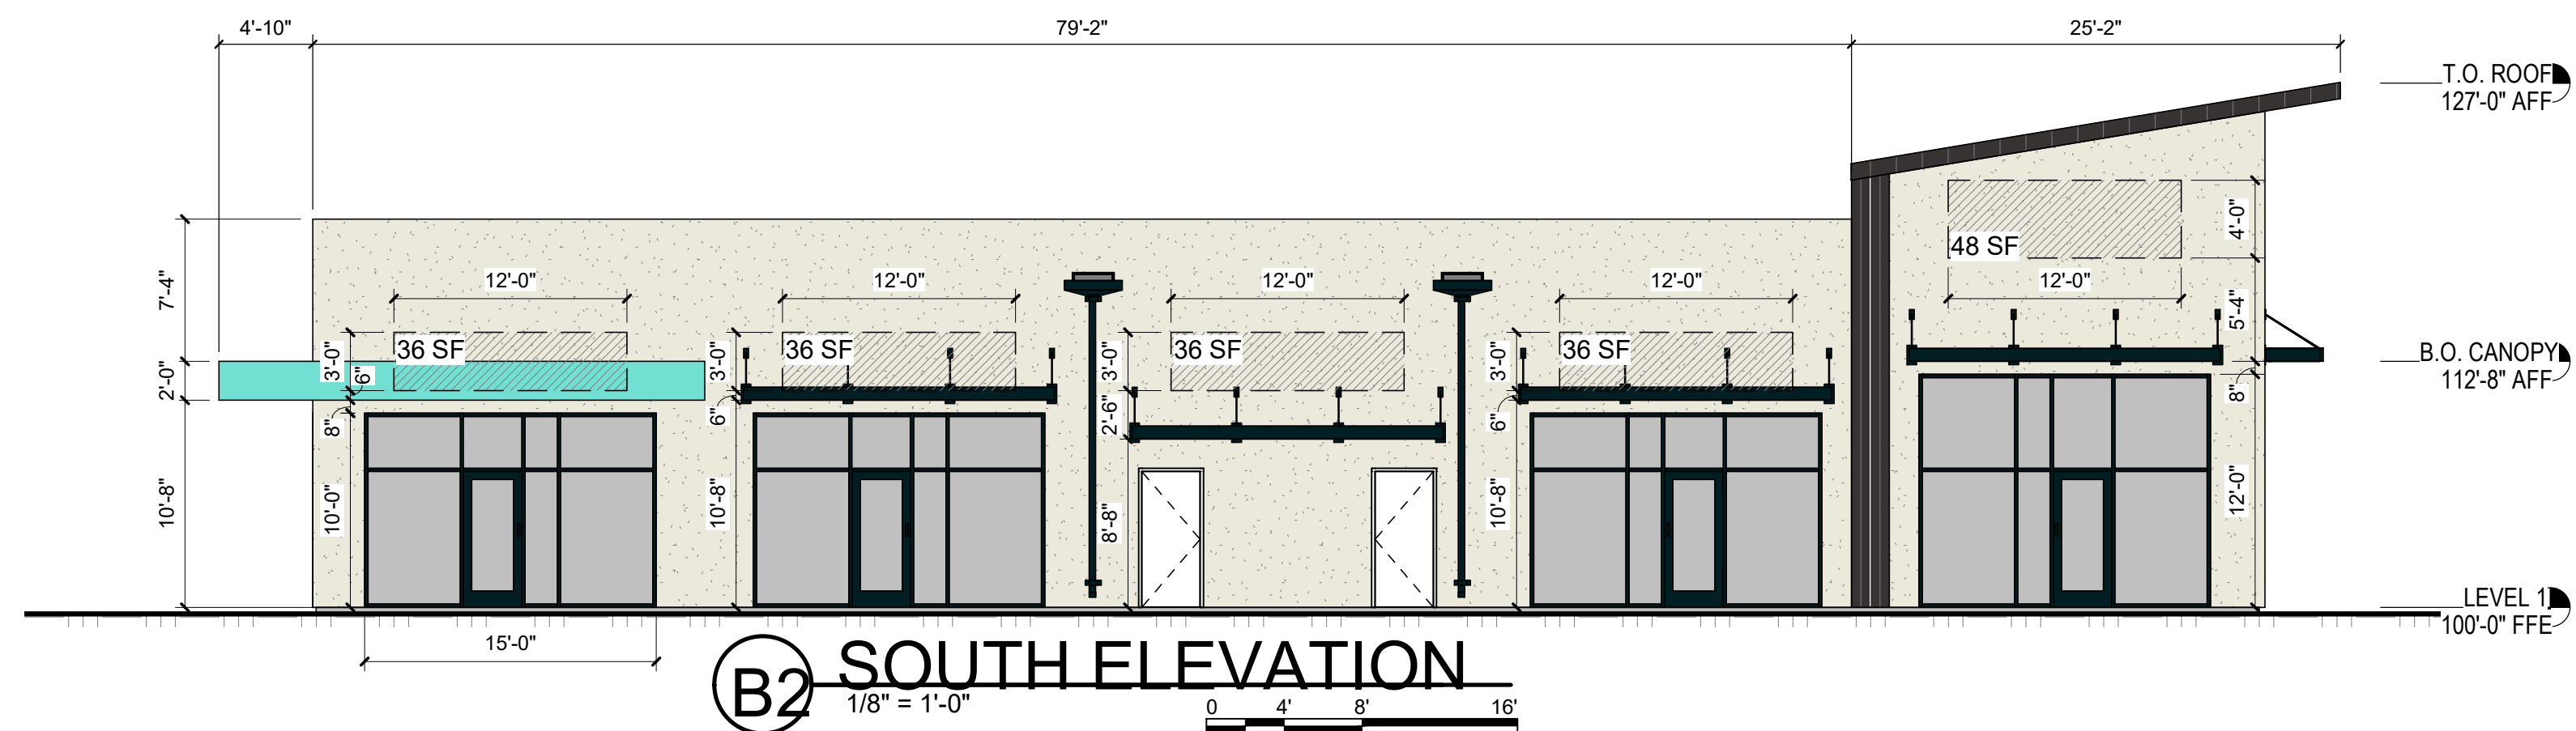 4'-10" 79'-2" 25'-2"
T.O. ROOF
127'-0" AFF
7'-4"
2'-0"
10'-8"
12'-0" 12'-0" 12'-0" 12'-0" 12'-0"
36 SF 36 SF 36 SF 36 SF 48 SF
3'-0" 3'-0" 3'-0" 3'-0" 4'-0"
6" 6" 2'-6" 6" 5'-4"
8" 8"
10'-0" 10'-8" 8'-8" 10'-8" 12'-0"
B.O. CANOPY
112'-8" AFF
LEVEL 1
100'-0" FFE
15'-0"
B2 SOUTH ELEVATION
1/8" = 1'-0"
0 4' 8' 16'